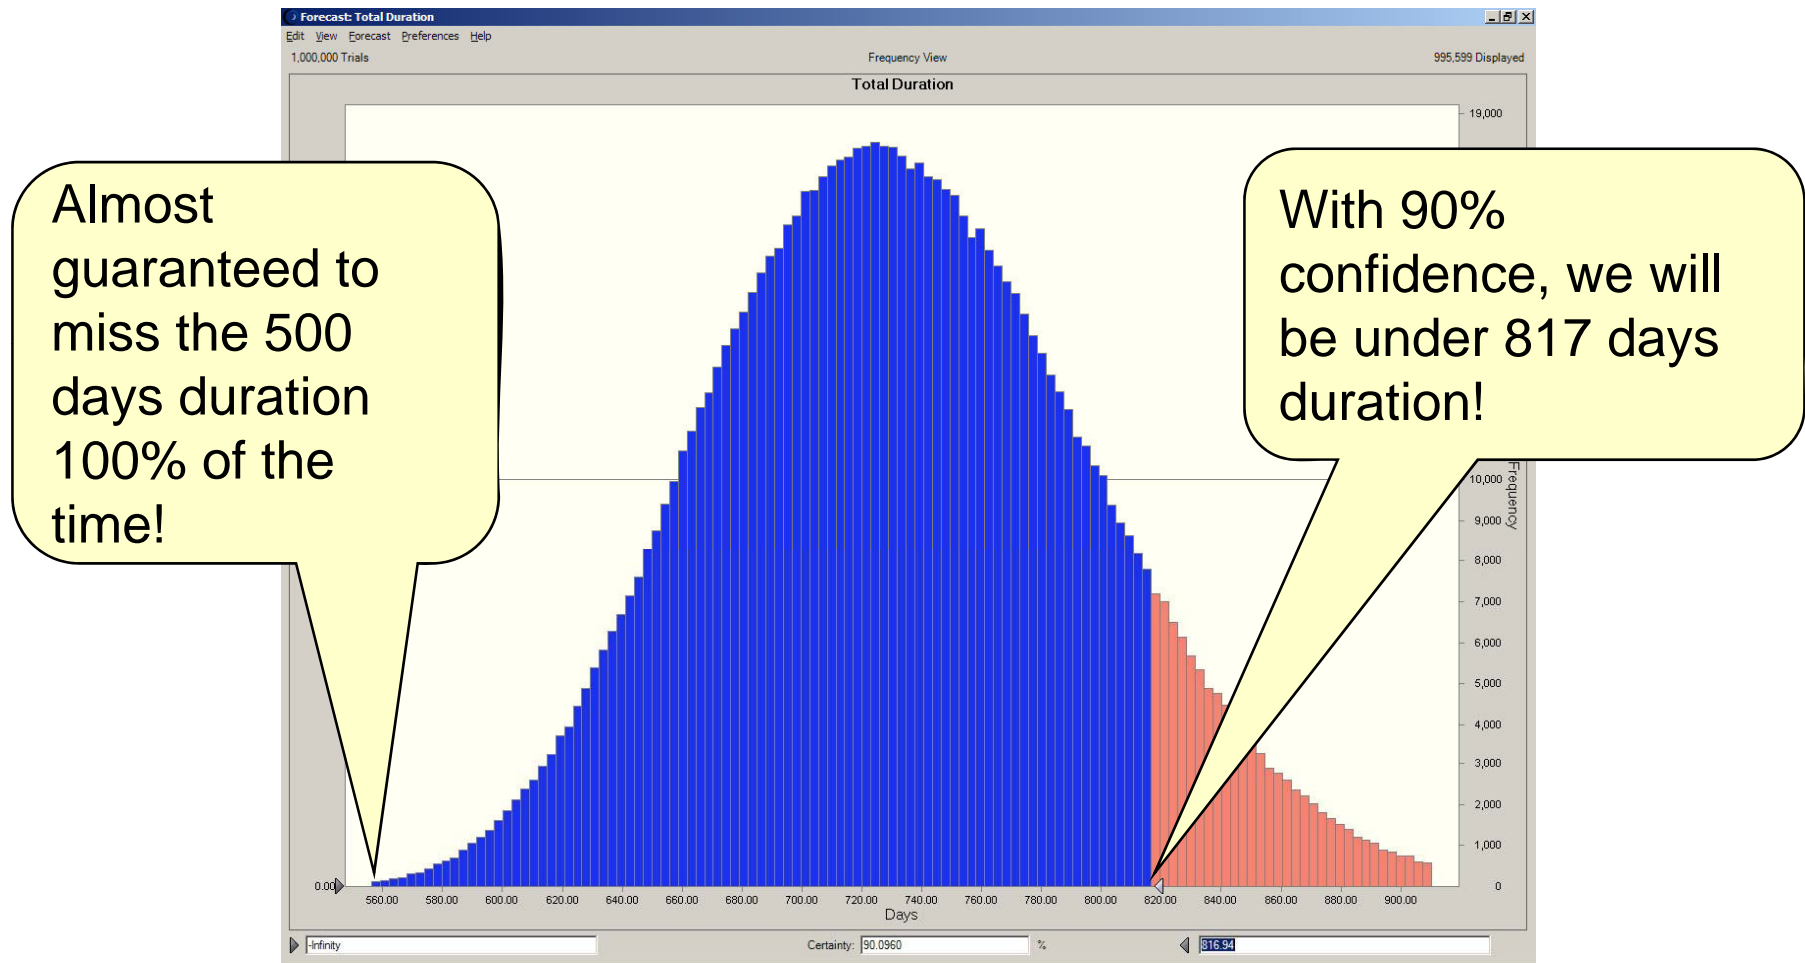 Forecast: Total Duration
Edit View Forecast Preferences Help
1,000,000 Trials Frequency View 995,599 Displayed
Total Duration
19,000
Almost
guaranteed to
miss the 500
days duration
100% of the
time!
With 90%
confidence, we will
be under 817 days
duration!
10,000
9,000
8,000
7,000
6,000
5,000
4,000
3,000
2,000
1,000
0
Frequency
0.00
560.00 580.00 600.00 620.00 640.00 660.00 680.00 700.00 720.00 740.00 760.00 780.00 800.00 820.00 840.00 860.00 880.00 900.00
Days
-Infinity Certainty: 90.0960 % 816.94